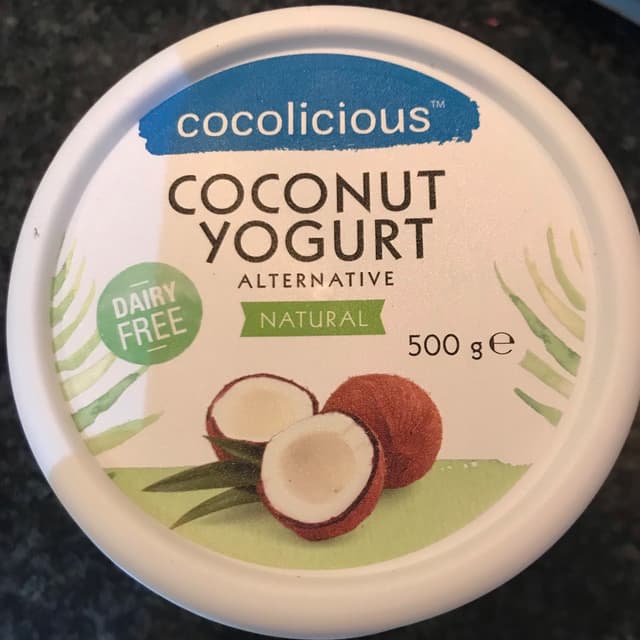 cocolicious™
COCONUT
YOGURT
ALTERNATIVE
NATURAL
DAIRY
FREE
500 g ℮